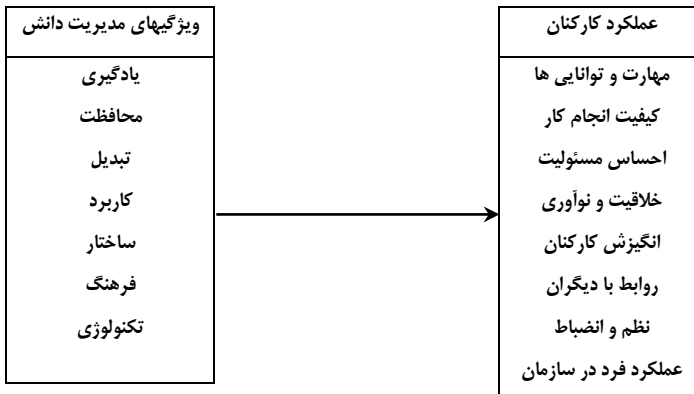 ویژگیهای مدیریت دانش
یادگیری
محافظت
تبدیل
کاربرد
ساختار
فرهنگ
تکنولوژی
عملکرد کارکنان
مهارت و توانایی ها
کیفیت انجام کار
احساس مسئولیت
خلاقیت و نوآوری
انگیزش کارکنان
روابط با دیگران
نظم و انضباط
عملکرد فرد در سازمان